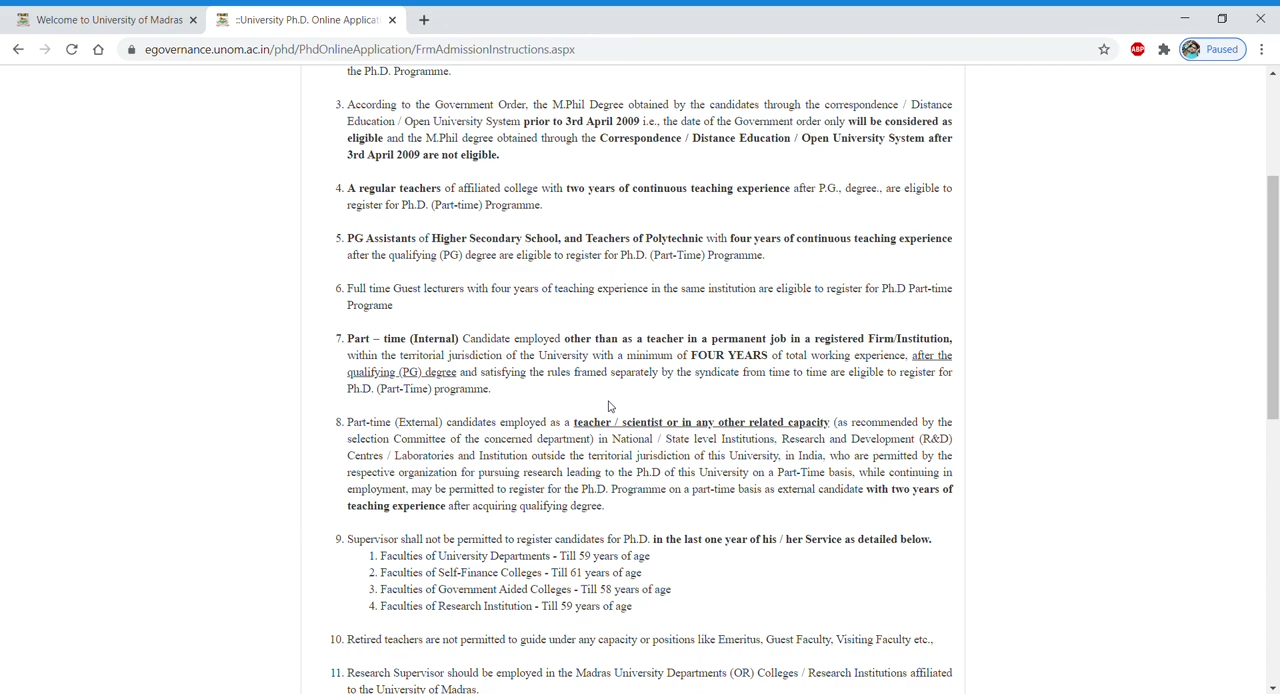 Welcome to University of Madras
::University Ph.D. Online Applicat
egovernance.unom.ac.in/phd/PhdOnlineApplication/FrmAdmissionInstructions.aspx
ABP
Paused
the Ph.D. Programme.
3. According to the Government Order, the M.Phil Degree obtained by the candidates through the correspondence / Distance
Education / Open University System prior to 3rd April 2009 i.e., the date of the Government order only will be considered as
eligible and the M.Phil degree obtained through the Correspondence / Distance Education / Open University System after
3rd April 2009 are not eligible.
4. A regular teachers of affiliated college with two years of continuous teaching experience after P.G., degree., are eligible to
register for Ph.D. (Part-time) Programme.
5. PG Assistants of Higher Secondary School, and Teachers of Polytechnic with four years of continuous teaching experience
after the qualifying (PG) degree are eligible to register for Ph.D. (Part-Time) Programme.
6. Full time Guest lecturers with four years of teaching experience in the same institution are eligible to register for Ph.D Part-time
Programe
7. Part – time (Internal) Candidate employed other than as a teacher in a permanent job in a registered Firm/Institution,
within the territorial jurisdiction of the University with a minimum of FOUR YEARS of total working experience, after the
qualifying (PG) degree and satisfying the rules framed separately by the syndicate from time to time are eligible to register for
Ph.D. (Part-Time) programme.
8. Part-time (External) candidates employed as a teacher / scientist or in any other related capacity (as recommended by the
selection Committee of the concerned department) in National / State level Institutions, Research and Development (R&D)
Centres / Laboratories and Institution outside the territorial jurisdiction of this University, in India, who are permitted by the
respective organization for pursuing research leading to the Ph.D of this University on a Part-Time basis, while continuing in
employment, may be permitted to register for the Ph.D. Programme on a part-time basis as external candidate with two years of
teaching experience after acquiring qualifying degree.
9. Supervisor shall not be permitted to register candidates for Ph.D. in the last one year of his / her Service as detailed below.
1. Faculties of University Departments - Till 59 years of age
2. Faculties of Self-Finance Colleges - Till 61 years of age
3. Faculties of Government Aided Colleges - Till 58 years of age
4. Faculties of Research Institution - Till 59 years of age
10. Retired teachers are not permitted to guide under any capacity or positions like Emeritus, Guest Faculty, Visiting Faculty etc.,
11. Research Supervisor should be employed in the Madras University Departments (OR) Colleges / Research Institutions affiliated
to the University of Madras.